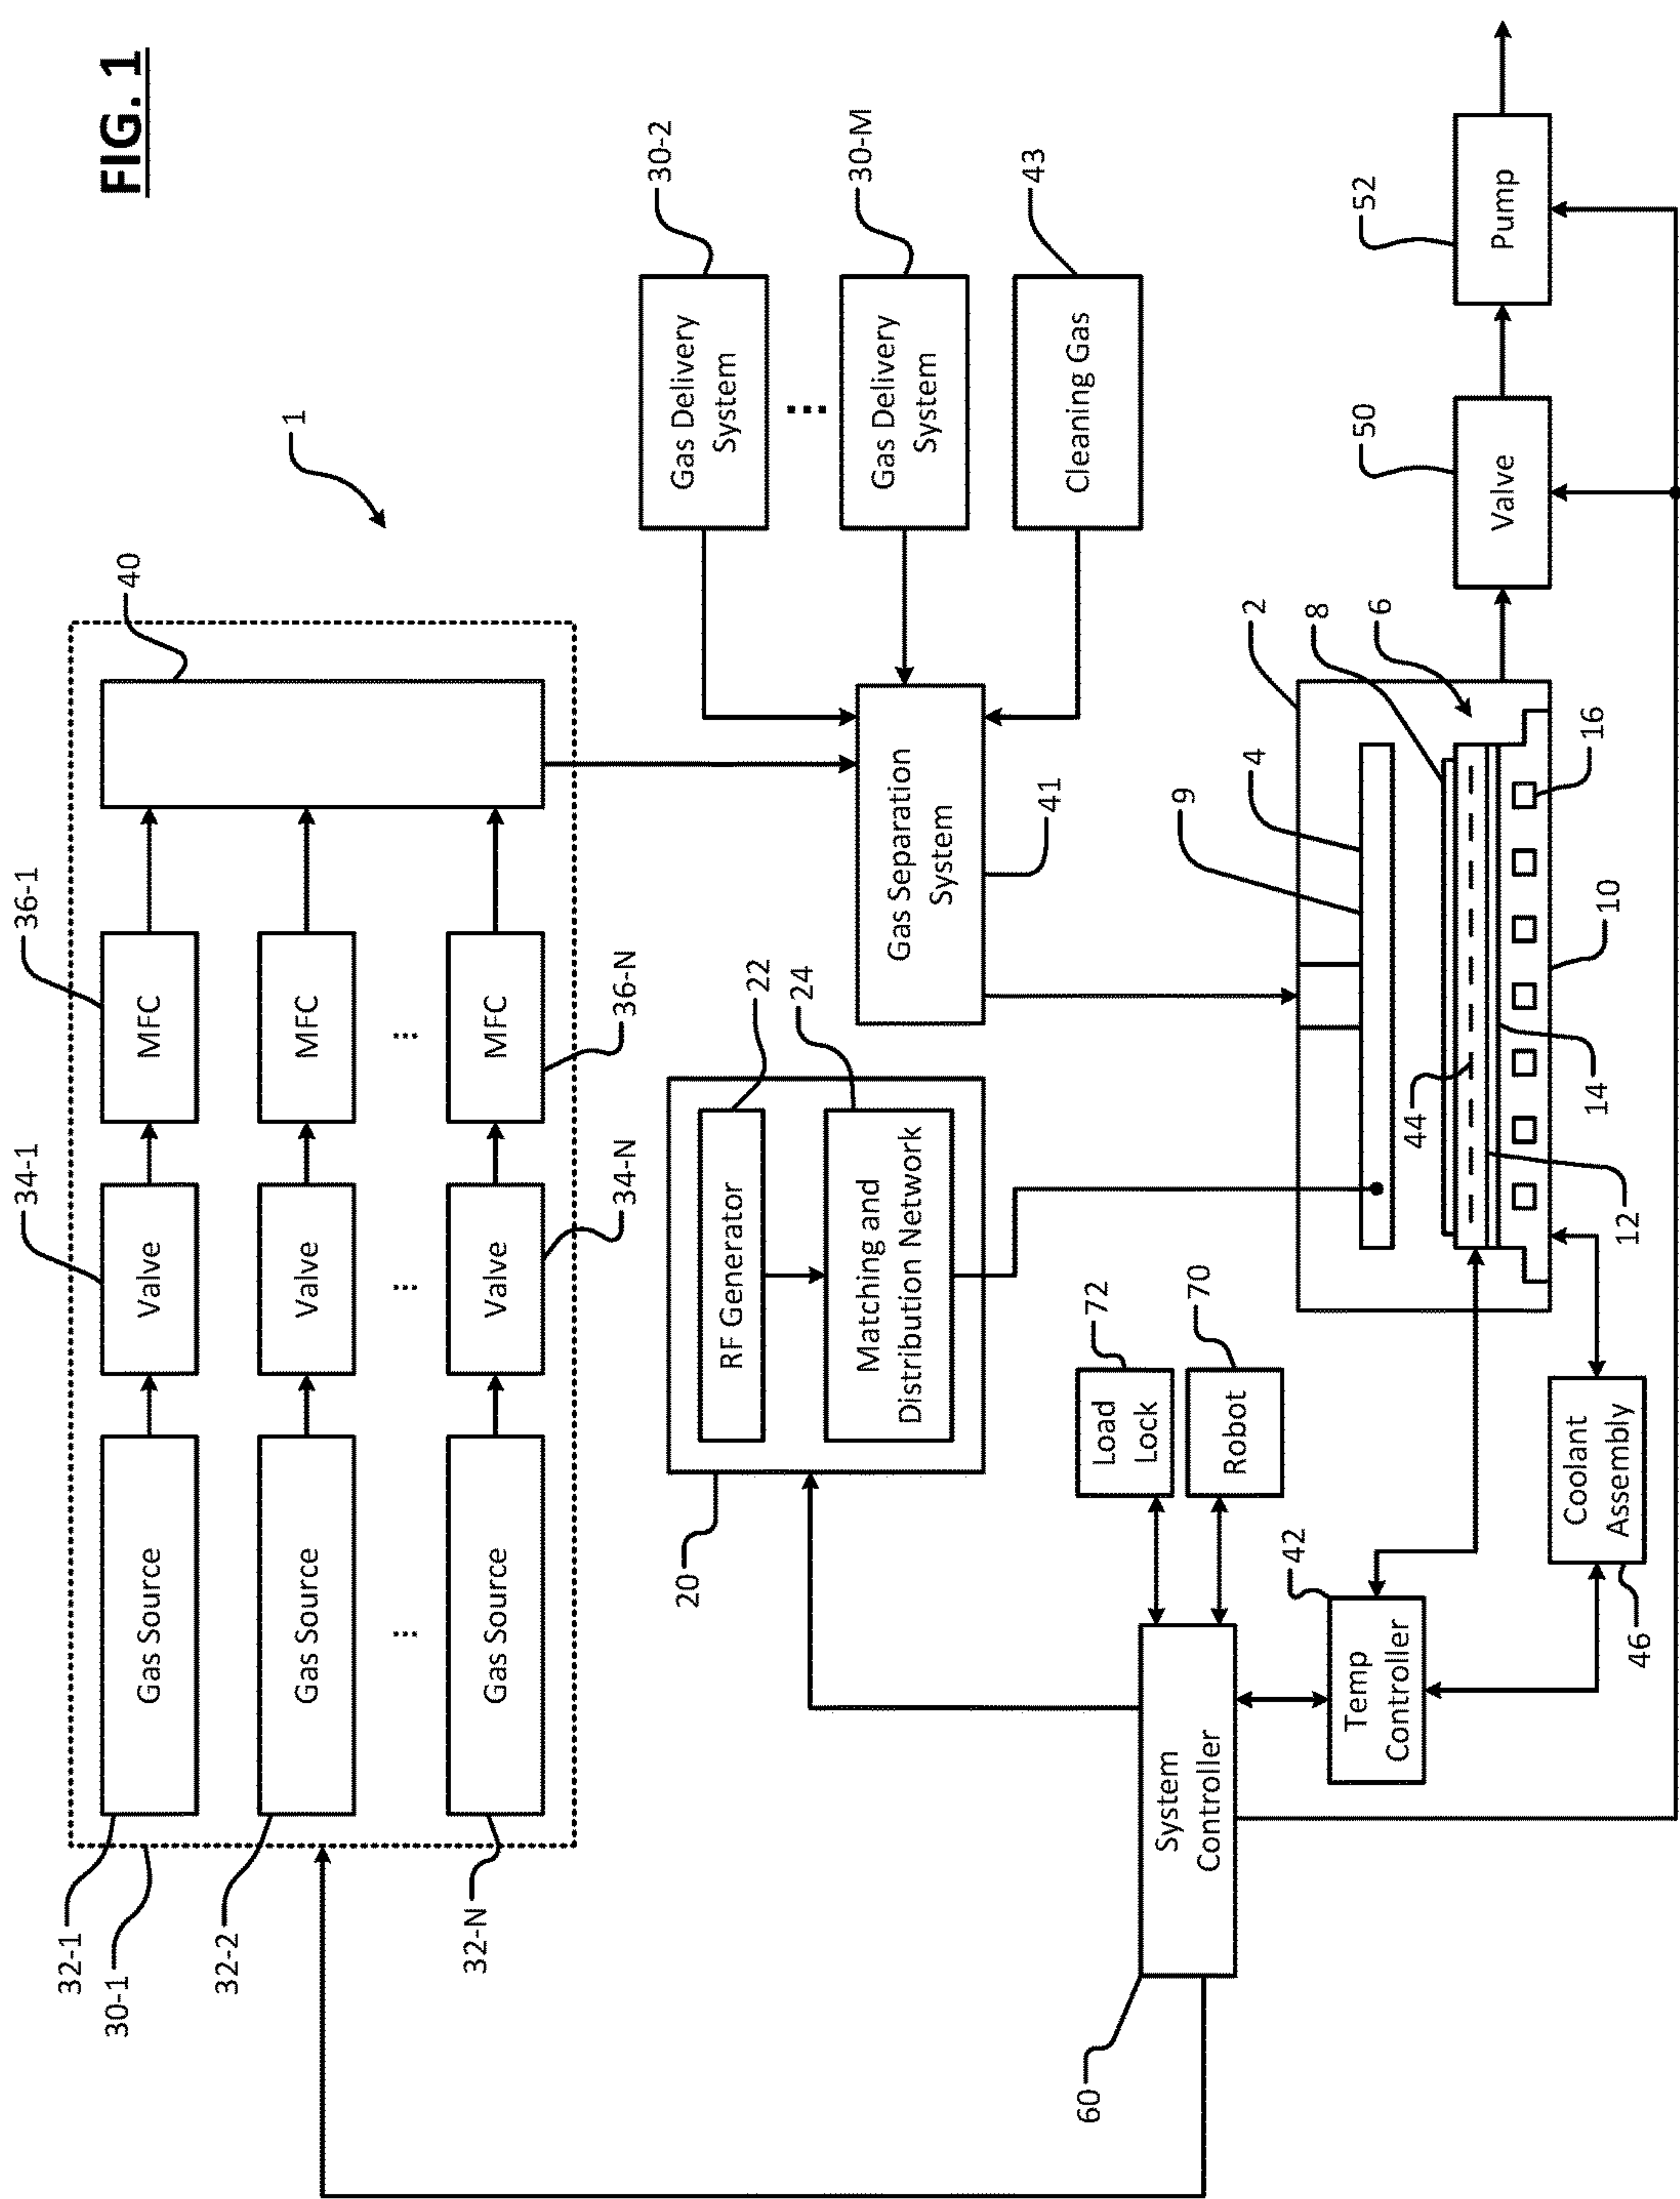 FIG. 1
1
32-1
30-1
32-2
32-N
34-1
34-N
36-1
36-N
40
Gas Source
Valve
MFC
Gas Source
Valve
MFC
...
...
...
Gas Source
Valve
MFC
30-2
Gas Delivery
System
...
30-M
Gas Delivery
System
43
Cleaning Gas
Gas Separation
System
41
20
22
RF Generator
24
Matching and
Distribution Network
72
Load
Lock
70
Robot
60
System
Controller
42
Temp
Controller
46
Coolant
Assembly
2
4
9
8
6
44
12
14
10
16
50
Valve
52
Pump